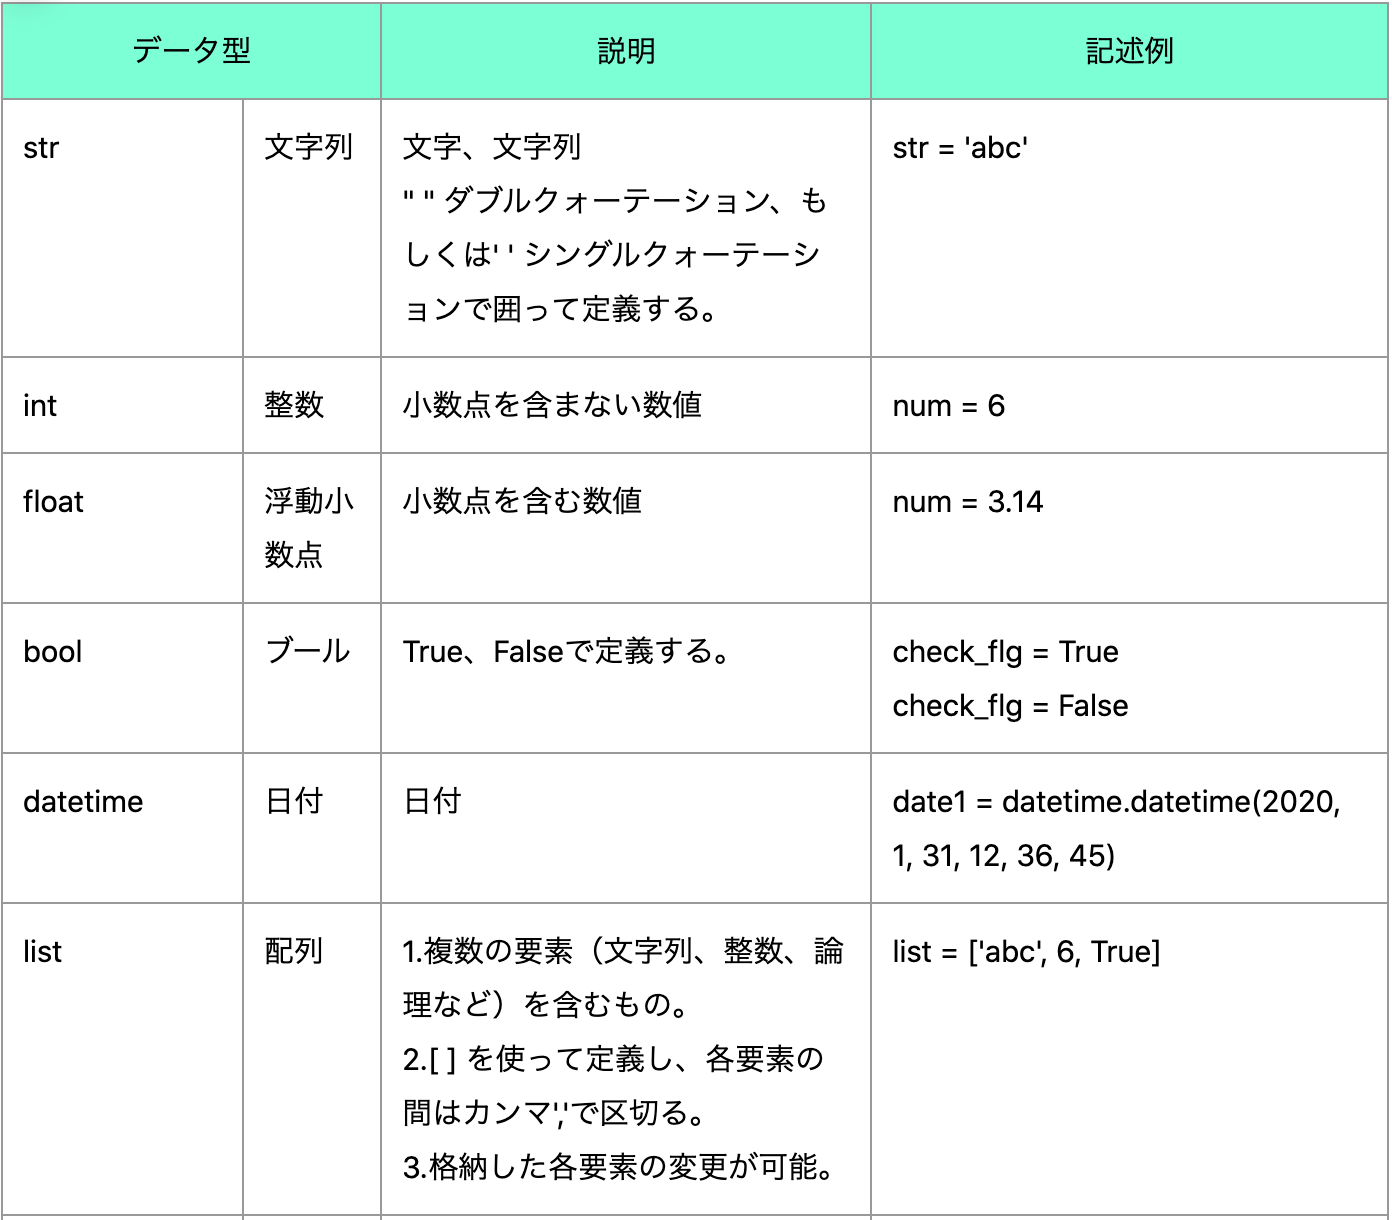 データ型 説明 記述例
str 文字列 文字、文字列 str = 'abc'
" " ダブルクォーテーション、も
しくは' ' シングルクォーテーシ
ョンで囲って定義する。
int 整数 小数点を含まない数値 num = 6
float 浮動小 小数点を含む数値 num = 3.14
数点
bool ブール True、Falseで定義する。 check_flg = True
check_flg = False
datetime 日付 日付 date1 = datetime.datetime(2020,
1, 31, 12, 36, 45)
list 配列 1.複数の要素（文字列、整数、論 list = ['abc', 6, True]
理など）を含むもの。
2.[ ] を使って定義し、各要素の
間はカンマ','で区切る。
3.格納した各要素の変更が可能。